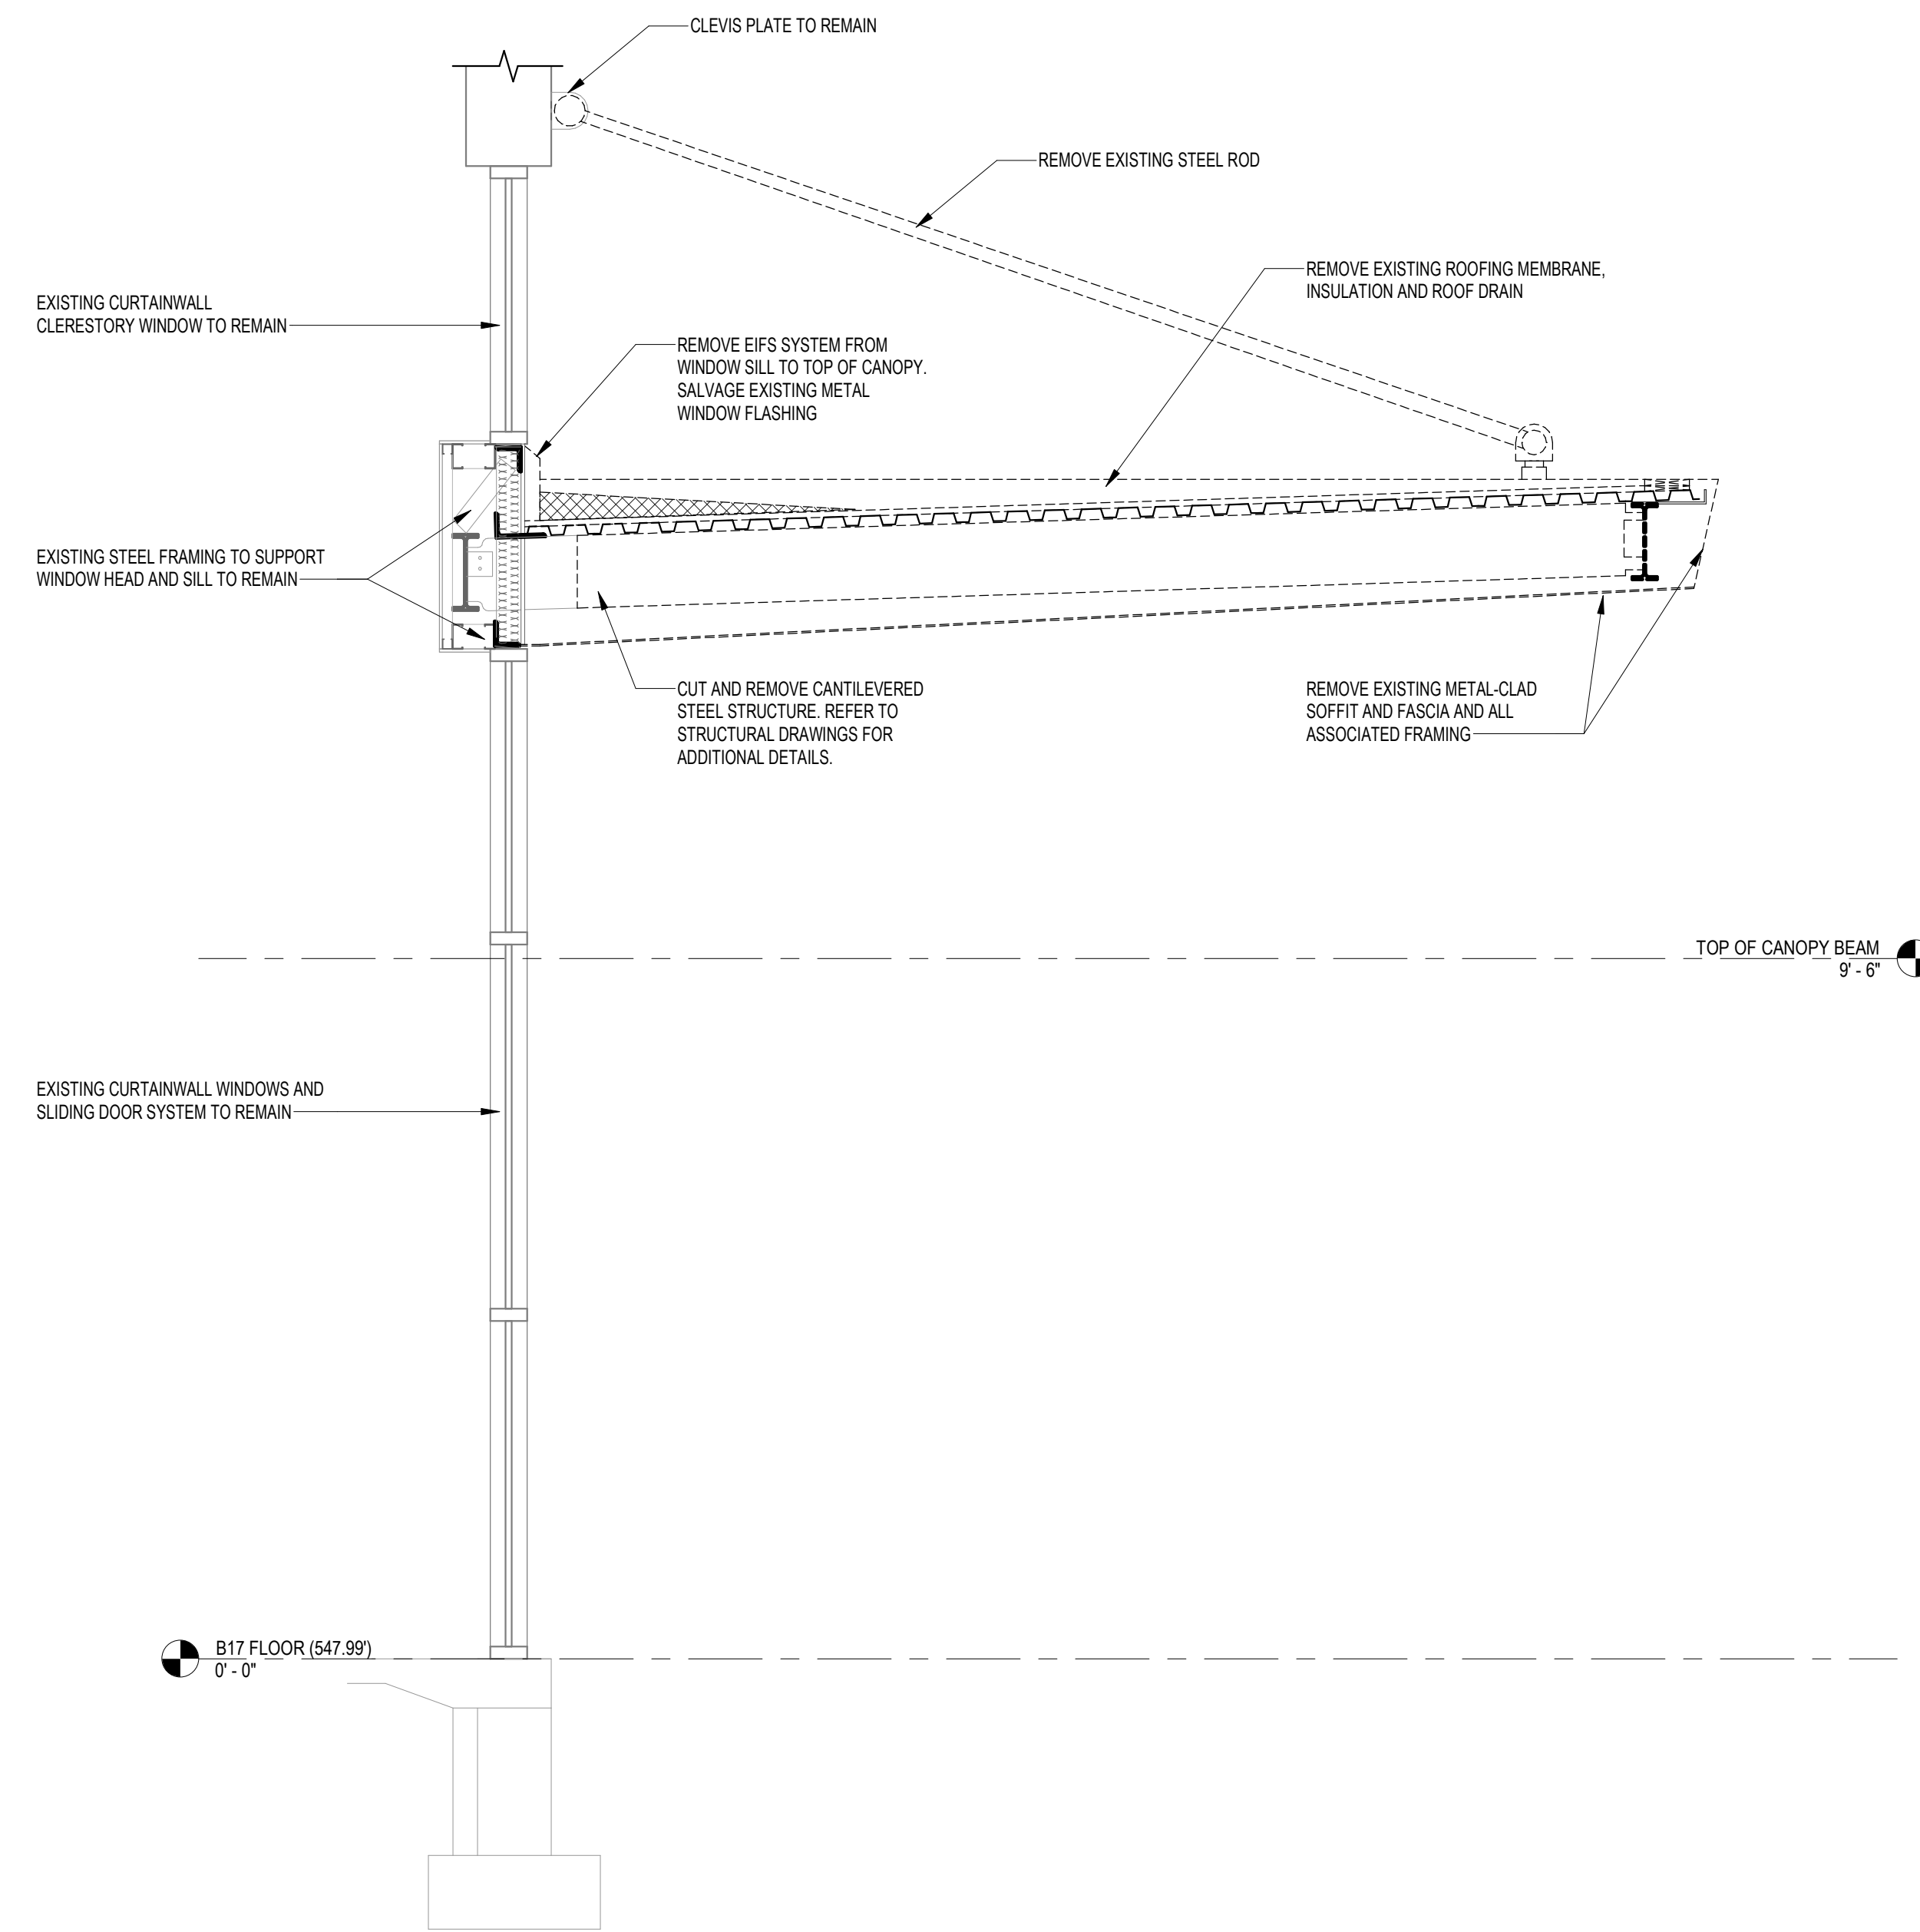 CLEVIS PLATE TO REMAIN
REMOVE EXISTING STEEL ROD
REMOVE EXISTING ROOFING MEMBRANE,
INSULATION AND ROOF DRAIN
EXISTING CURTAINWALL
CLERESTORY WINDOW TO REMAIN
REMOVE EIFS SYSTEM FROM
WINDOW SILL TO TOP OF CANOPY.
SALVAGE EXISTING METAL
WINDOW FLASHING
EXISTING STEEL FRAMING TO SUPPORT
WINDOW HEAD AND SILL TO REMAIN
CUT AND REMOVE CANTILEVERED
STEEL STRUCTURE. REFER TO
STRUCTURAL DRAWINGS FOR
ADDITIONAL DETAILS.
REMOVE EXISTING METAL-CLAD
SOFFIT AND FASCIA AND ALL
ASSOCIATED FRAMING
TOP OF CANOPY BEAM
9' - 6"
EXISTING CURTAINWALL WINDOWS AND
SLIDING DOOR SYSTEM TO REMAIN
B17 FLOOR (547.99')
0' - 0"